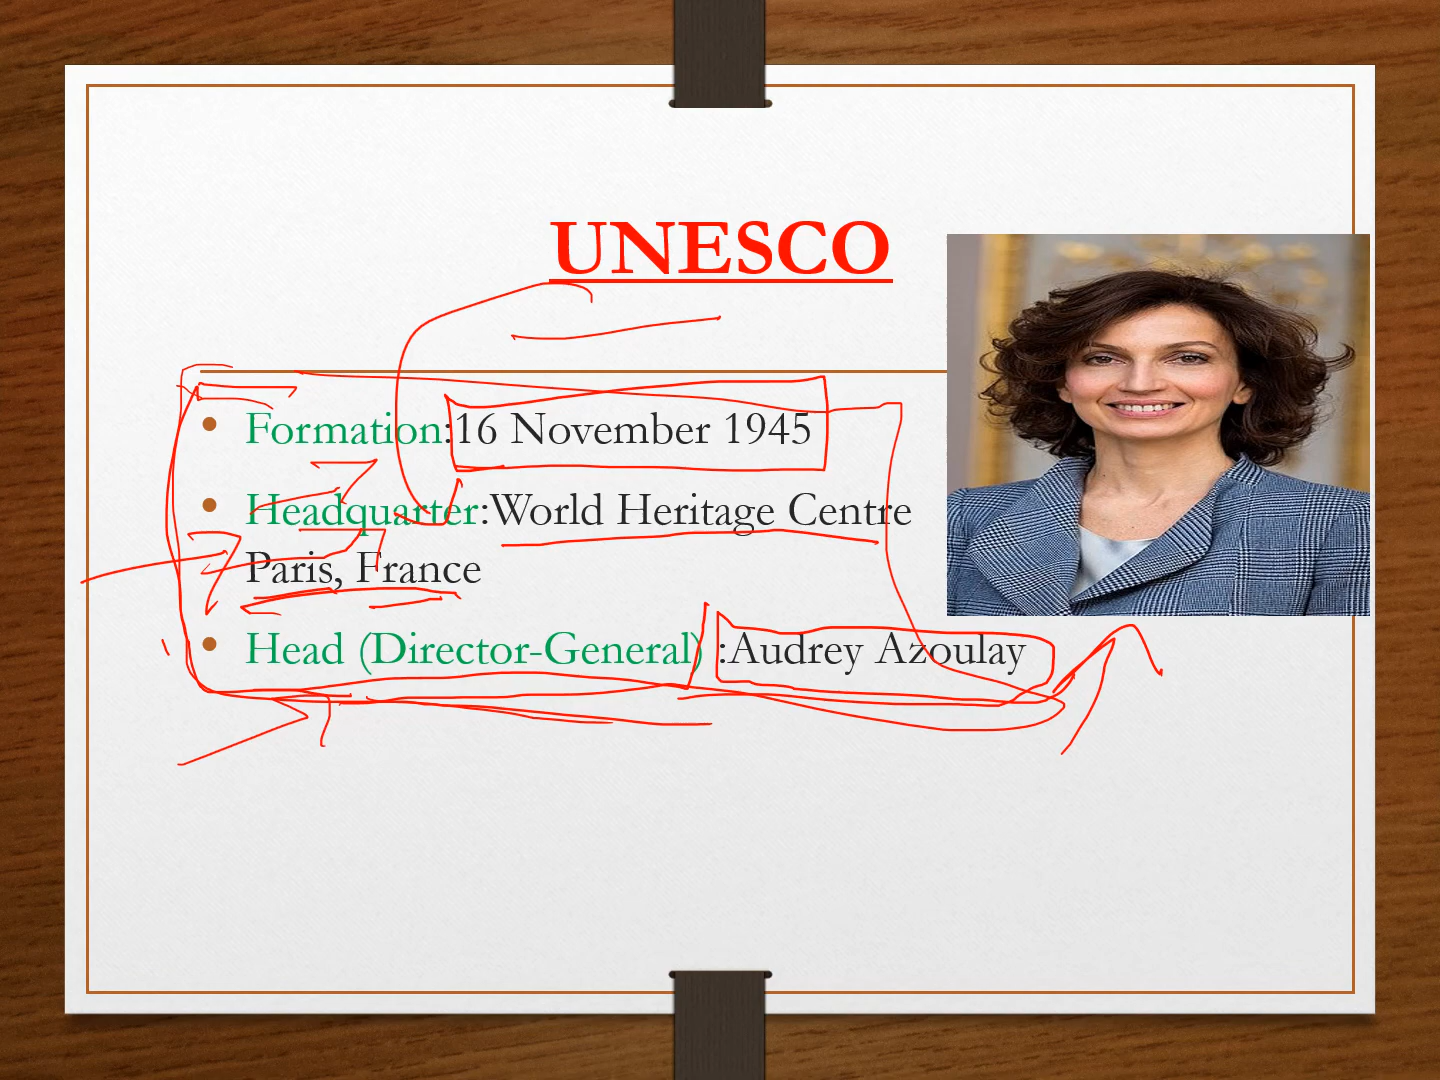 UNESCO
• Formation:16 November 1945
• Headquarter:World Heritage Centre
Paris, France
• Head (Director-General) :Audrey Azoulay